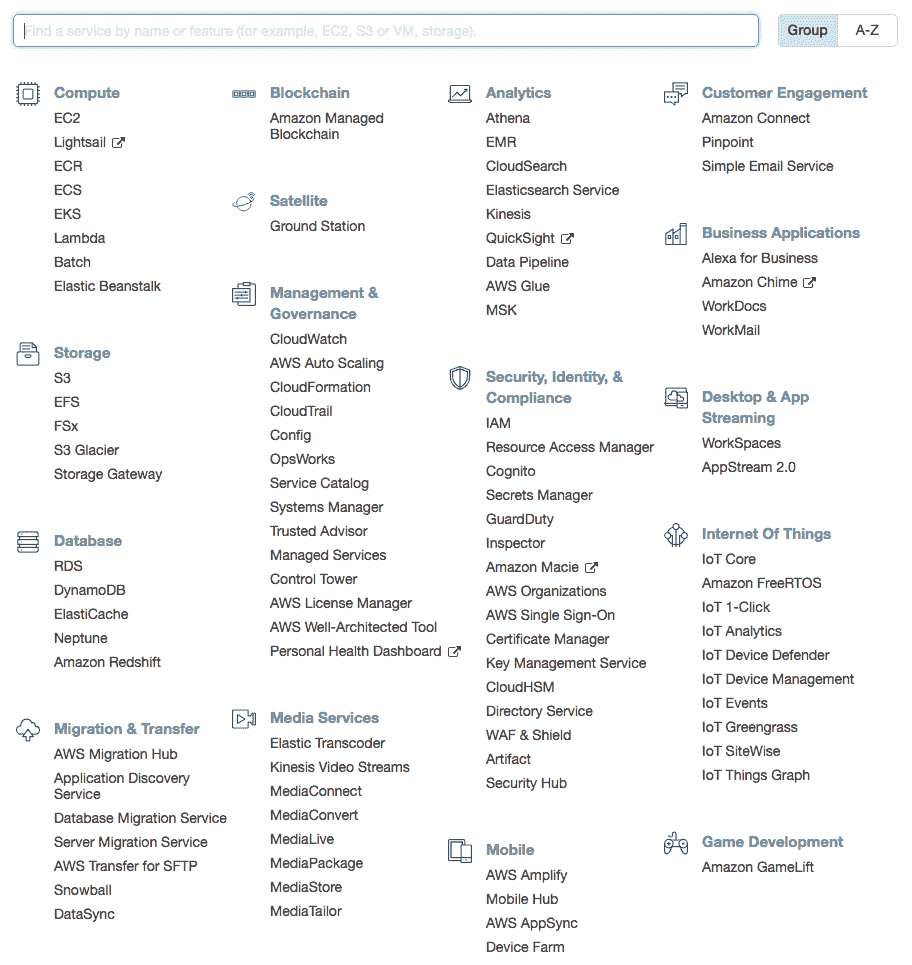 Find a service by name or feature (for example, EC2, S3 or VM, storage).
Group
A-Z
Compute
EC2
Lightsail
ECR
ECS
EKS
Lambda
Batch
Elastic Beanstalk
Storage
S3
EFS
FSx
S3 Glacier
Storage Gateway
Database
RDS
DynamoDB
ElastiCache
Neptune
Amazon Redshift
Migration & Transfer
AWS Migration Hub
Application Discovery
Service
Database Migration Service
Server Migration Service
AWS Transfer for SFTP
Snowball
DataSync
Blockchain
Amazon Managed
Blockchain
Satellite
Ground Station
Management &
Governance
CloudWatch
AWS Auto Scaling
CloudFormation
CloudTrail
Config
OpsWorks
Service Catalog
Systems Manager
Trusted Advisor
Managed Services
Control Tower
AWS License Manager
AWS Well-Architected Tool
Personal Health Dashboard
Media Services
Elastic Transcoder
Kinesis Video Streams
MediaConnect
MediaConvert
MediaLive
MediaPackage
MediaStore
MediaTailor
Analytics
Athena
EMR
CloudSearch
Elasticsearch Service
Kinesis
QuickSight
Data Pipeline
AWS Glue
MSK
Security, Identity, &
Compliance
IAM
Resource Access Manager
Cognito
Secrets Manager
GuardDuty
Inspector
Amazon Macie
AWS Organizations
AWS Single Sign-On
Certificate Manager
Key Management Service
CloudHSM
Directory Service
WAF & Shield
Artifact
Security Hub
Mobile
AWS Amplify
Mobile Hub
AWS AppSync
Device Farm
Customer Engagement
Amazon Connect
Pinpoint
Simple Email Service
Business Applications
Alexa for Business
Amazon Chime
WorkDocs
WorkMail
Desktop & App
Streaming
WorkSpaces
AppStream 2.0
Internet Of Things
IoT Core
Amazon FreeRTOS
IoT 1-Click
IoT Analytics
IoT Device Defender
IoT Device Management
IoT Events
IoT Greengrass
IoT SiteWise
IoT Things Graph
Game Development
Amazon GameLift